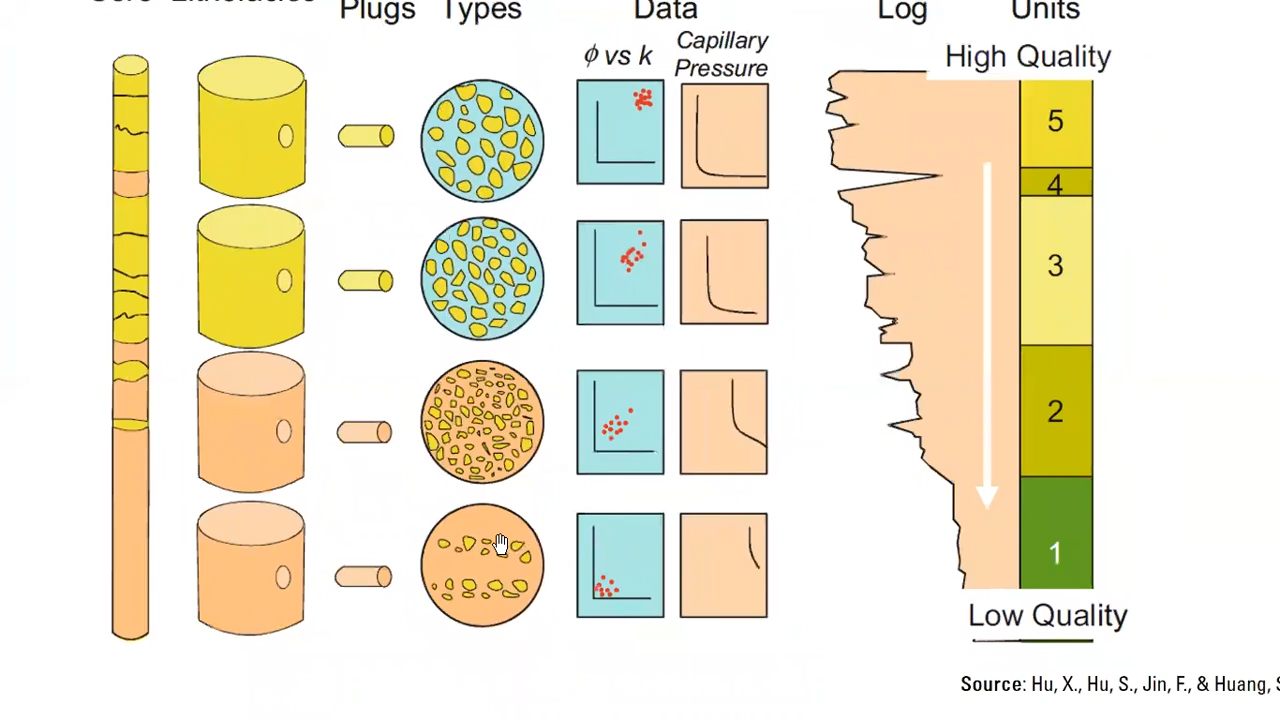 Plugs Types Data Log Units
ϕ vs k
Capillary
Pressure
High Quality
5
4
3
2
1
Low Quality
Source: Hu, X., Hu, S., Jin, F., & Huang, S